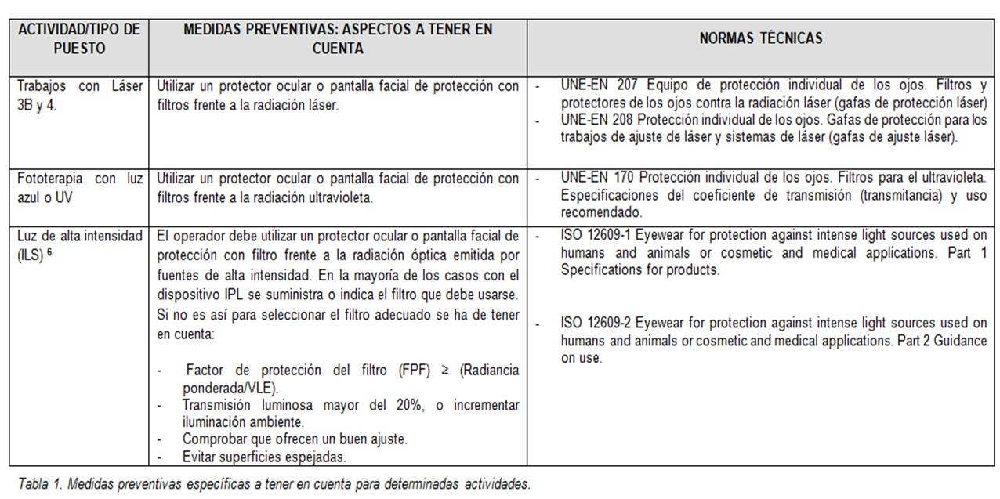 ACTIVIDAD/TIPO DE
PUESTO
MEDIDAS PREVENTIVAS: ASPECTOS A TENER EN
CUENTA
NORMAS TÉCNICAS
Trabajos con Láser
3B y 4.
Utilizar un protector ocular o pantalla facial de protección con
filtros frente a la radiación láser.
- UNE-EN 207 Equipo de protección individual de los ojos. Filtros y
protectores de los ojos contra la radiación láser (gafas de protección láser)
- UNE-EN 208 Protección individual de los ojos. Gafas de protección para los
trabajos de ajuste de láser y sistemas de láser (gafas de ajuste láser).
Fototerapia con luz
azul o UV
Utilizar un protector ocular o pantalla facial de protección con
filtros frente a la radiación ultravioleta.
- UNE-EN 170 Protección individual de los ojos. Filtros para el ultravioleta.
Especificaciones del coeficiente de transmisión (transmitancia) y uso
recomendado.
Luz de alta intensidad
(ILS) 6
El operador debe utilizar un protector ocular o pantalla facial de
protección con filtro frente a la radiación óptica emitida por
fuentes de alta intensidad. En la mayoría de los casos con el
dispositivo IPL se suministra o indica el filtro que debe usarse.
Si no es así para seleccionar el filtro adecuado se ha de tener
en cuenta:
- Factor de protección del filtro (FPF) ≥ (Radiancia
ponderada/VLE).
- Transmisión luminosa mayor del 20%, o incrementar
iluminación ambiente.
- Comprobar que ofrecen un buen ajuste.
- Evitar superficies espejadas.
- ISO 12609-1 Eyewear for protection against intense light sources used on
humans and animals or cosmetic and medical applications. Part 1
Specifications for products.
- ISO 12609-2 Eyewear for protection against intense light sources used on
humans and animals or cosmetic and medical applications. Part 2 Guidance
on use.
Tabla 1. Medidas preventivas específicas a tener en cuenta para determinadas actividades.